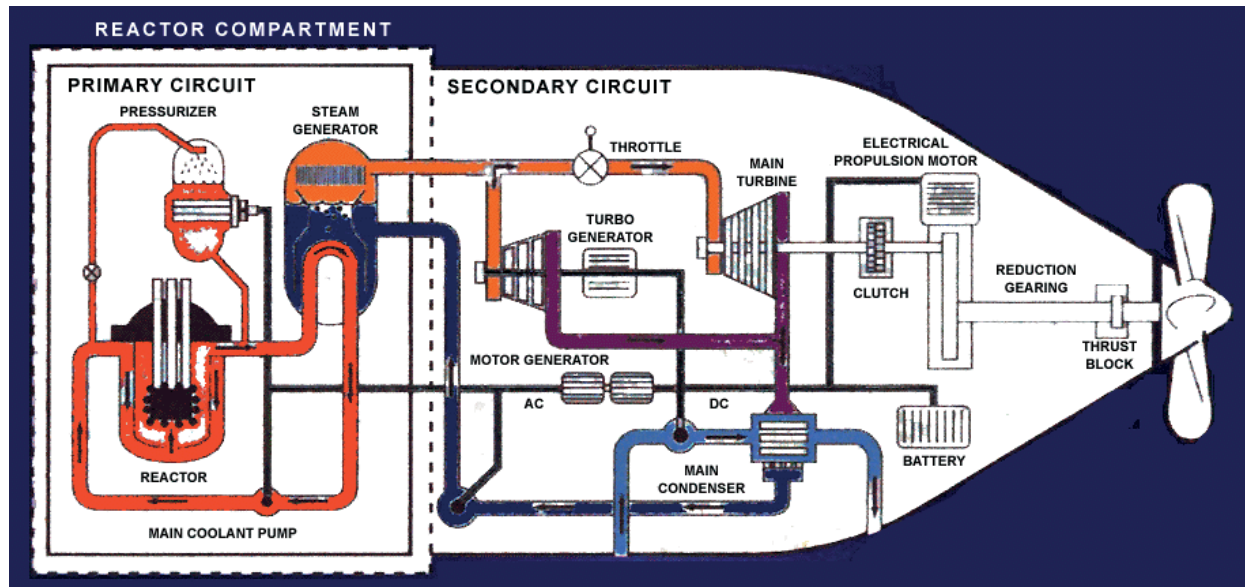 REACTOR COMPARTMENT
PRIMARY CIRCUIT
PRESSURIZER
STEAM
GENERATOR
REACTOR
MAIN COOLANT PUMP
SECONDARY CIRCUIT
THROTTLE
MAIN
TURBINE
ELECTRICAL
PROPULSION MOTOR
TURBO
GENERATOR
CLUTCH
REDUCTION
GEARING
THRUST
BLOCK
MOTOR GENERATOR
AC
DC
MAIN
CONDENSER
BATTERY